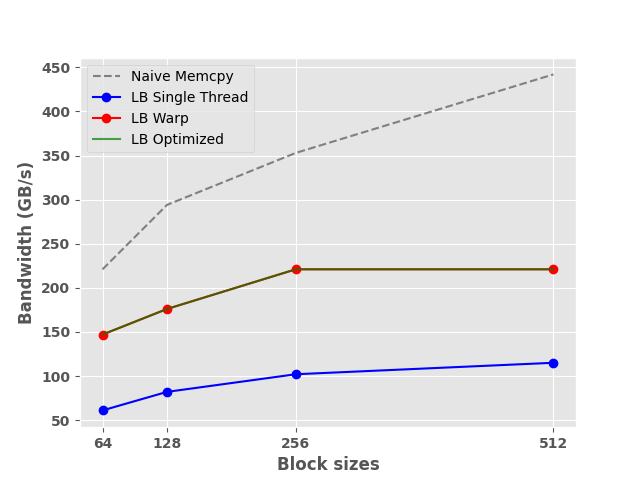 Naive Memcpy
LB Single Thread
LB Warp
LB Optimized
Bandwidth (GB/s)
450
400
350
300
250
200
150
100
50
64 128 256 512
Block sizes